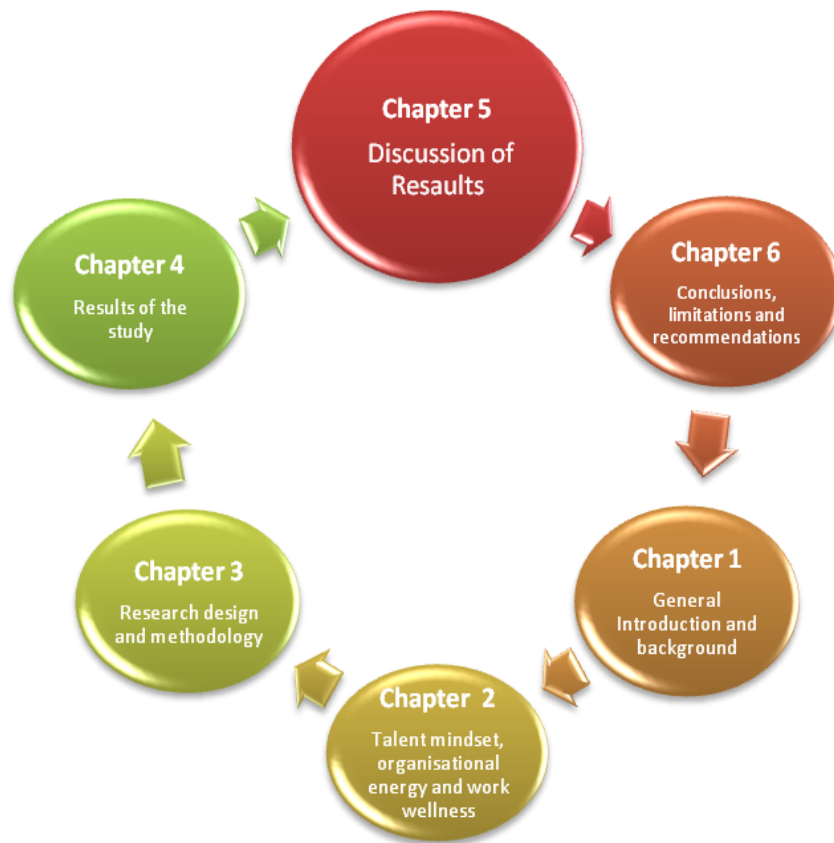 Chapter 5
Discussion of
Resaults
Chapter 4
Results of the
study
Chapter 6
Conclusions,
limitations and
recommendations
Chapter 3
Research design
and methodology
Chapter 1
General
Introduction and
background
Chapter 2
Talent mindset,
organisational
energy and work
wellness